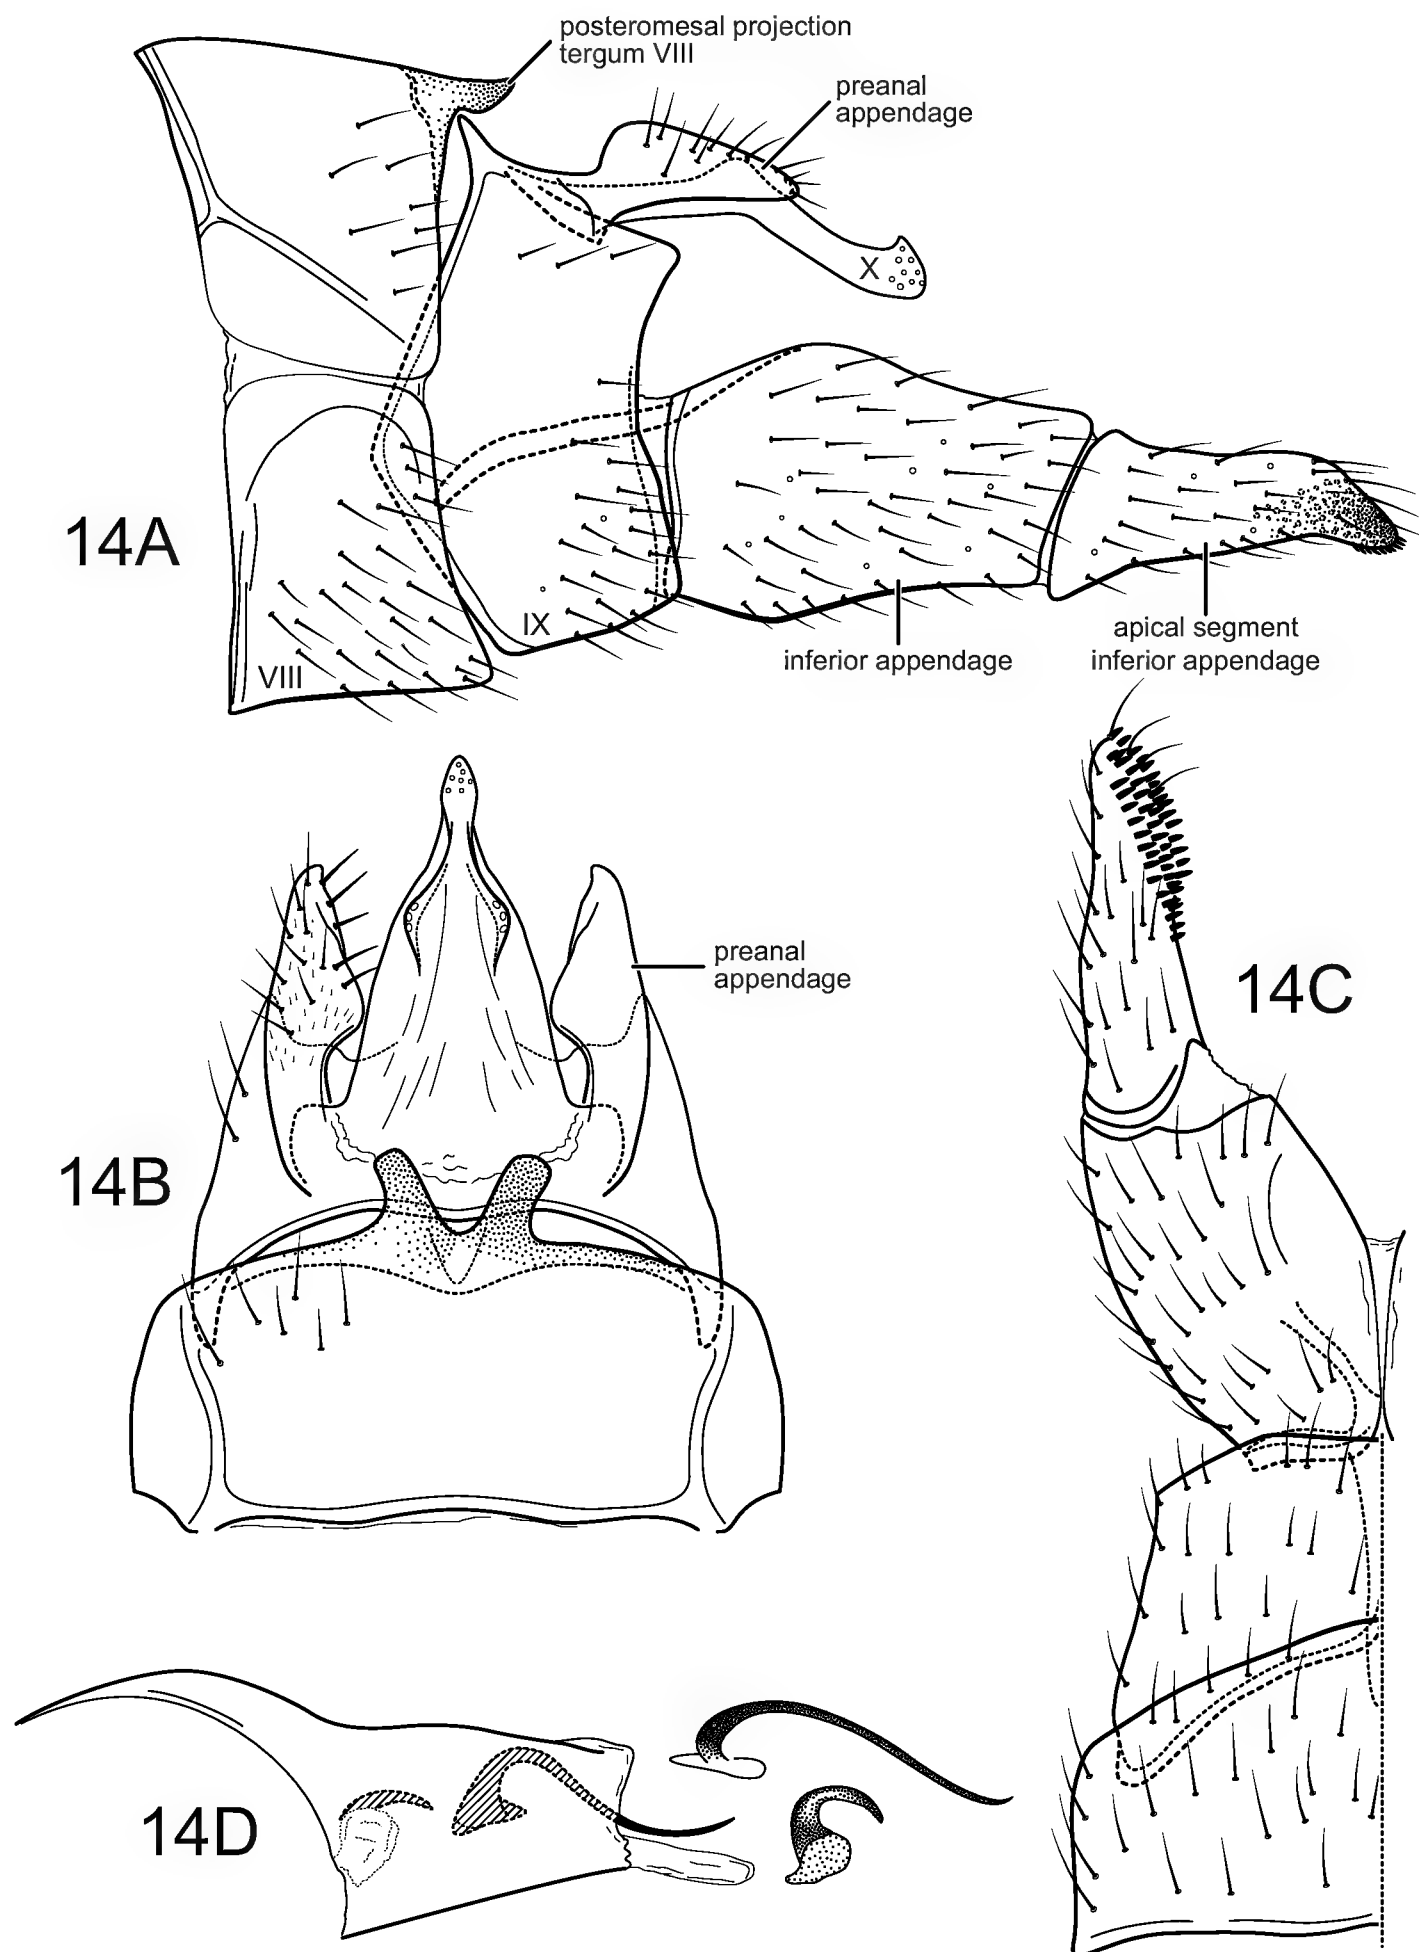 posteromesal projection
tergum VIII
preanal
appendage
X
14A
IX
VIII
inferior appendage
apical segment
inferior appendage
preanal
appendage
14B
14C
14D